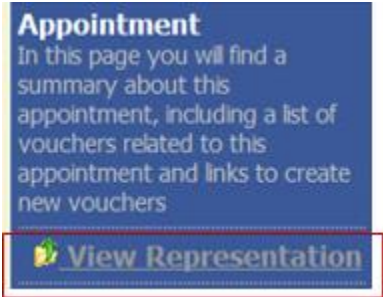 Appointment
In this page you will find a
summary about this
appointment, including a list of
vouchers related to this
appointment and links to create
new vouchers
View Representation